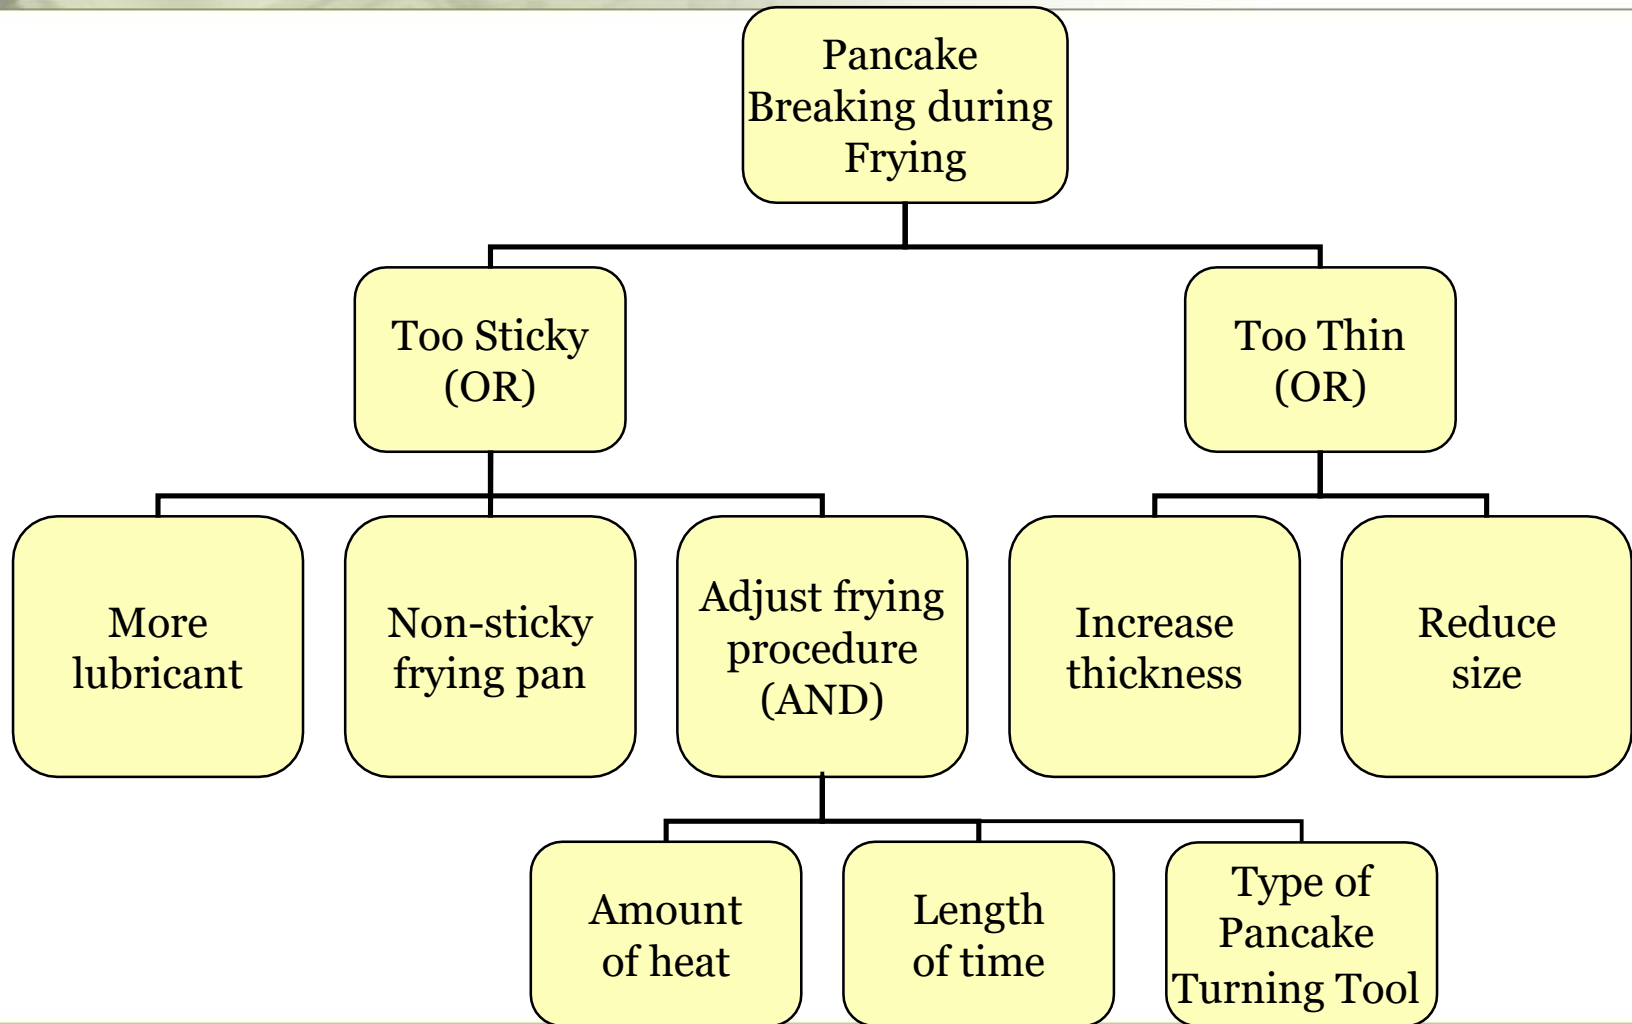 Pancake
Breaking during
Frying
Too Sticky
(OR)
Too Thin
(OR)
More
lubricant
Non-sticky
frying pan
Adjust frying
procedure
(AND)
Increase
thickness
Reduce
size
Amount
of heat
Length
of time
Type of
Pancake
Turning Tool